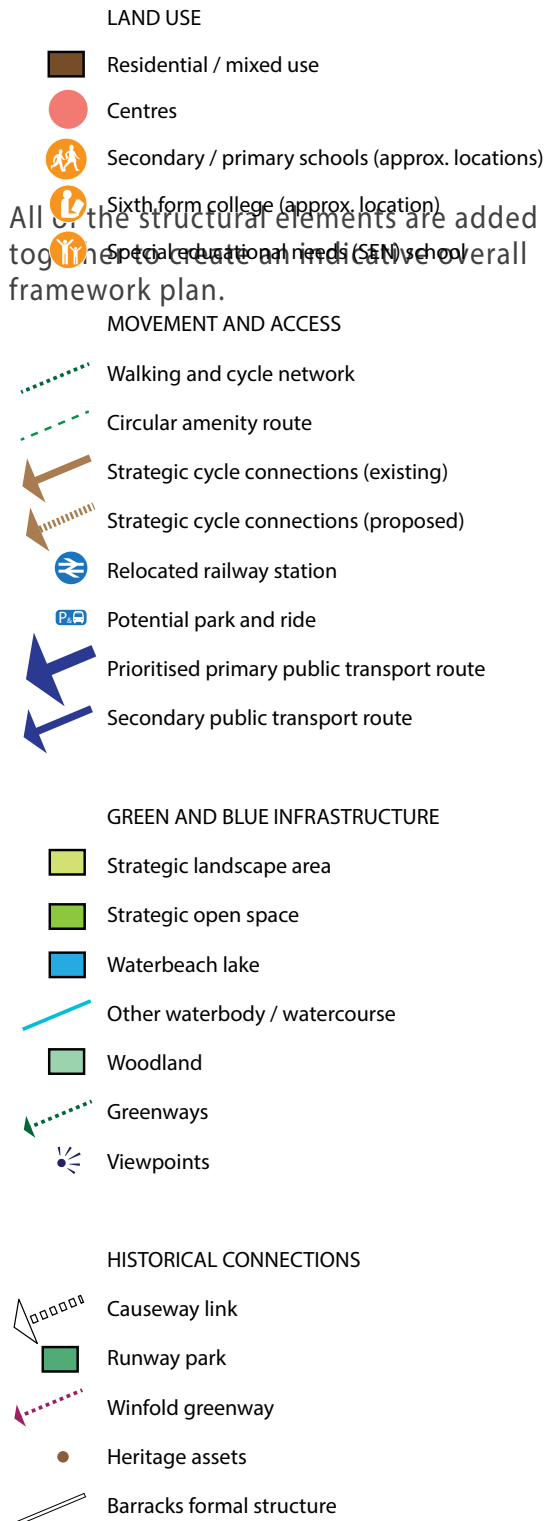 LAND USE
Residential / mixed use
Centres
Secondary / primary schools (approx. locations)
Sixth form college (approx. location)
All of the structural elements are added
Special educational needs (SEN) school
together to create an indicative overall
framework plan.
MOVEMENT AND ACCESS
Walking and cycle network
Circular amenity route
Strategic cycle connections (existing)
Strategic cycle connections (proposed)
Relocated railway station
P& Potential park and ride
Prioritised primary public transport route
Secondary public transport route
GREEN AND BLUE INFRASTRUCTURE
Strategic landscape area
Strategic open space
Waterbeach lake
Other waterbody / watercourse
Woodland
Greenways
Viewpoints
HISTORICAL CONNECTIONS
Causeway link
Runway park
Winfold greenway
Heritage assets
Barracks formal structure